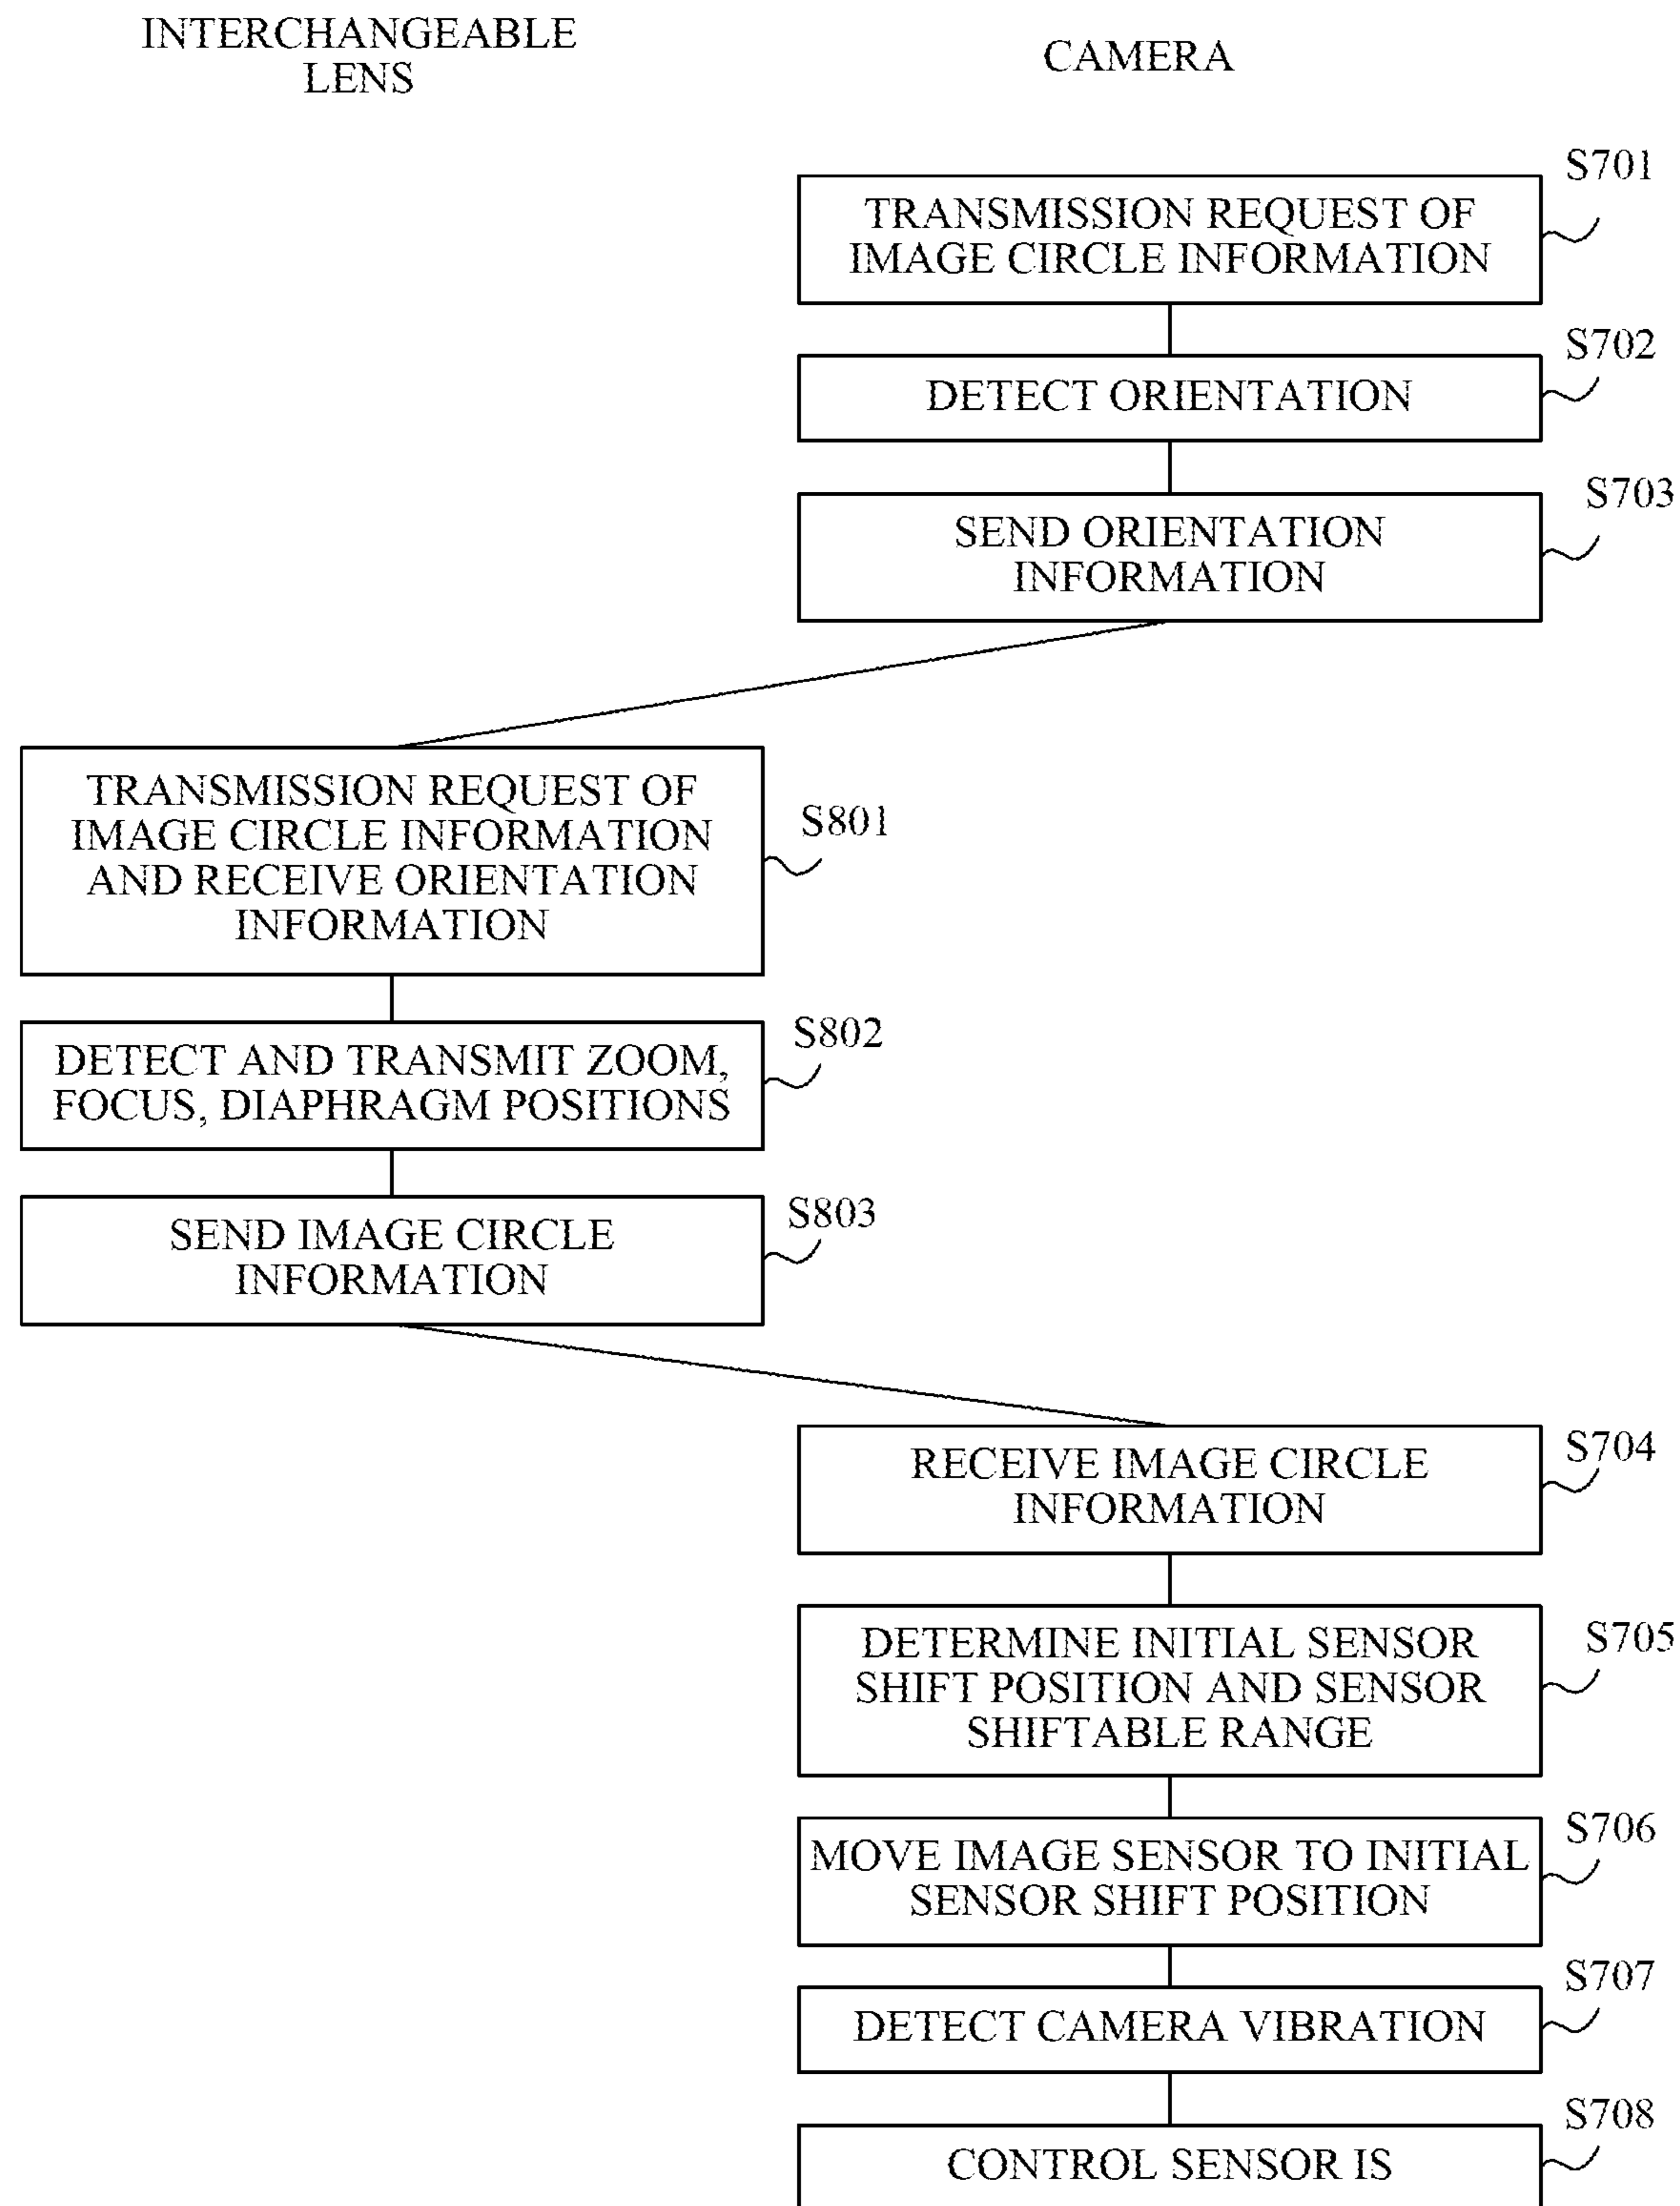 INTERCHANGEABLE
LENS
CAMERA
S701
TRANSMISSION REQUEST OF
IMAGE CIRCLE INFORMATION
S702
DETECT ORIENTATION
S703
SEND ORIENTATION
INFORMATION
TRANSMISSION REQUEST OF
IMAGE CIRCLE INFORMATION
AND RECEIVE ORIENTATION
INFORMATION
S801
S802
DETECT AND TRANSMIT ZOOM,
FOCUS, DIAPHRAGM POSITIONS
S803
SEND IMAGE CIRCLE
INFORMATION
S704
RECEIVE IMAGE CIRCLE
INFORMATION
S705
DETERMINE INITIAL SENSOR
SHIFT POSITION AND SENSOR
SHIFTABLE RANGE
S706
MOVE IMAGE SENSOR TO INITIAL
SENSOR SHIFT POSITION
S707
DETECT CAMERA VIBRATION
S708
CONTROL SENSOR IS